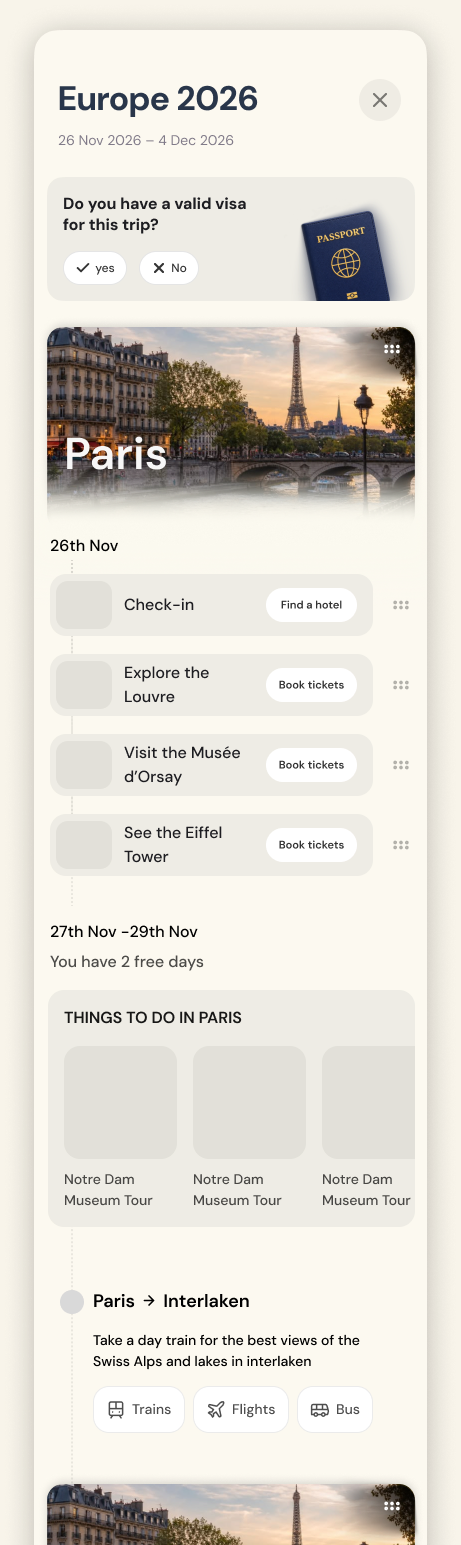 Europe 2026
26 Nov 2026 – 4 Dec 2026
Do you have a valid visa
for this trip?
yes
No
PASSPORT
Paris
26th Nov
Check-in
Find a hotel
Explore the
Louvre
Book tickets
Visit the Musée
d’Orsay
Book tickets
See the Eiffel
Tower
Book tickets
27th Nov -29th Nov
You have 2 free days
THINGS TO DO IN PARIS
Notre Dam
Museum Tour
Notre Dam
Museum Tour
Notre Dam
Museum Tour
Paris → Interlaken
Take a day train for the best views of the
Swiss Alps and lakes in interlaken
Trains
Flights
Bus